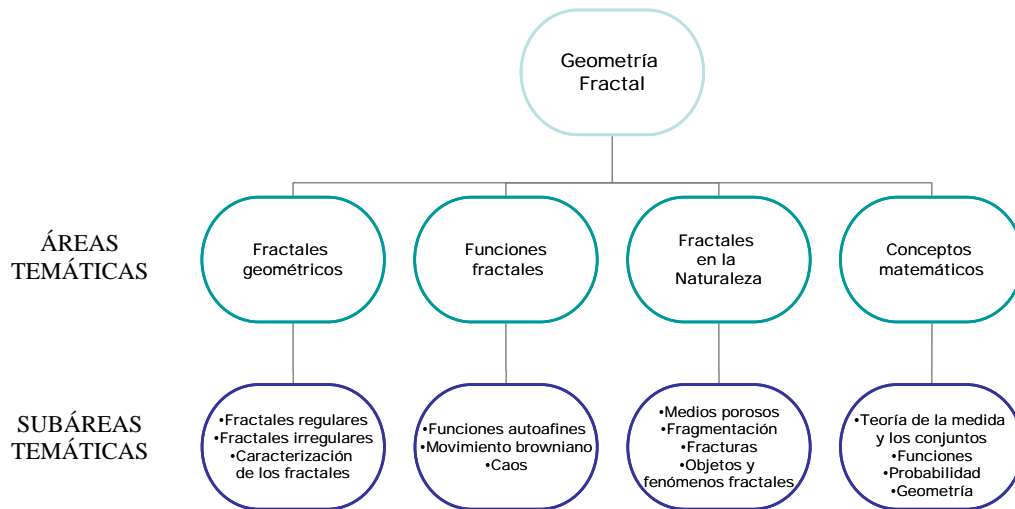 Geometría
Fractal
ÁREAS
TEMÁTICAS
Fractales
geométricos
Funciones
fractales
Fractales
en la
Naturaleza
Conceptos
matemáticos
SUBÁREAS
TEMÁTICAS
•Fractales regulares
•Fractales irregulares
•Caracterización
de los fractales
•Funciones autoafines
•Movimiento browniano
•Caos
•Medios porosos
•Fragmentación
•Fracturas
•Objetos y
fenómenos fractales
•Teoría de la medida
y los conjuntos
•Funciones
•Probabilidad
•Geometría